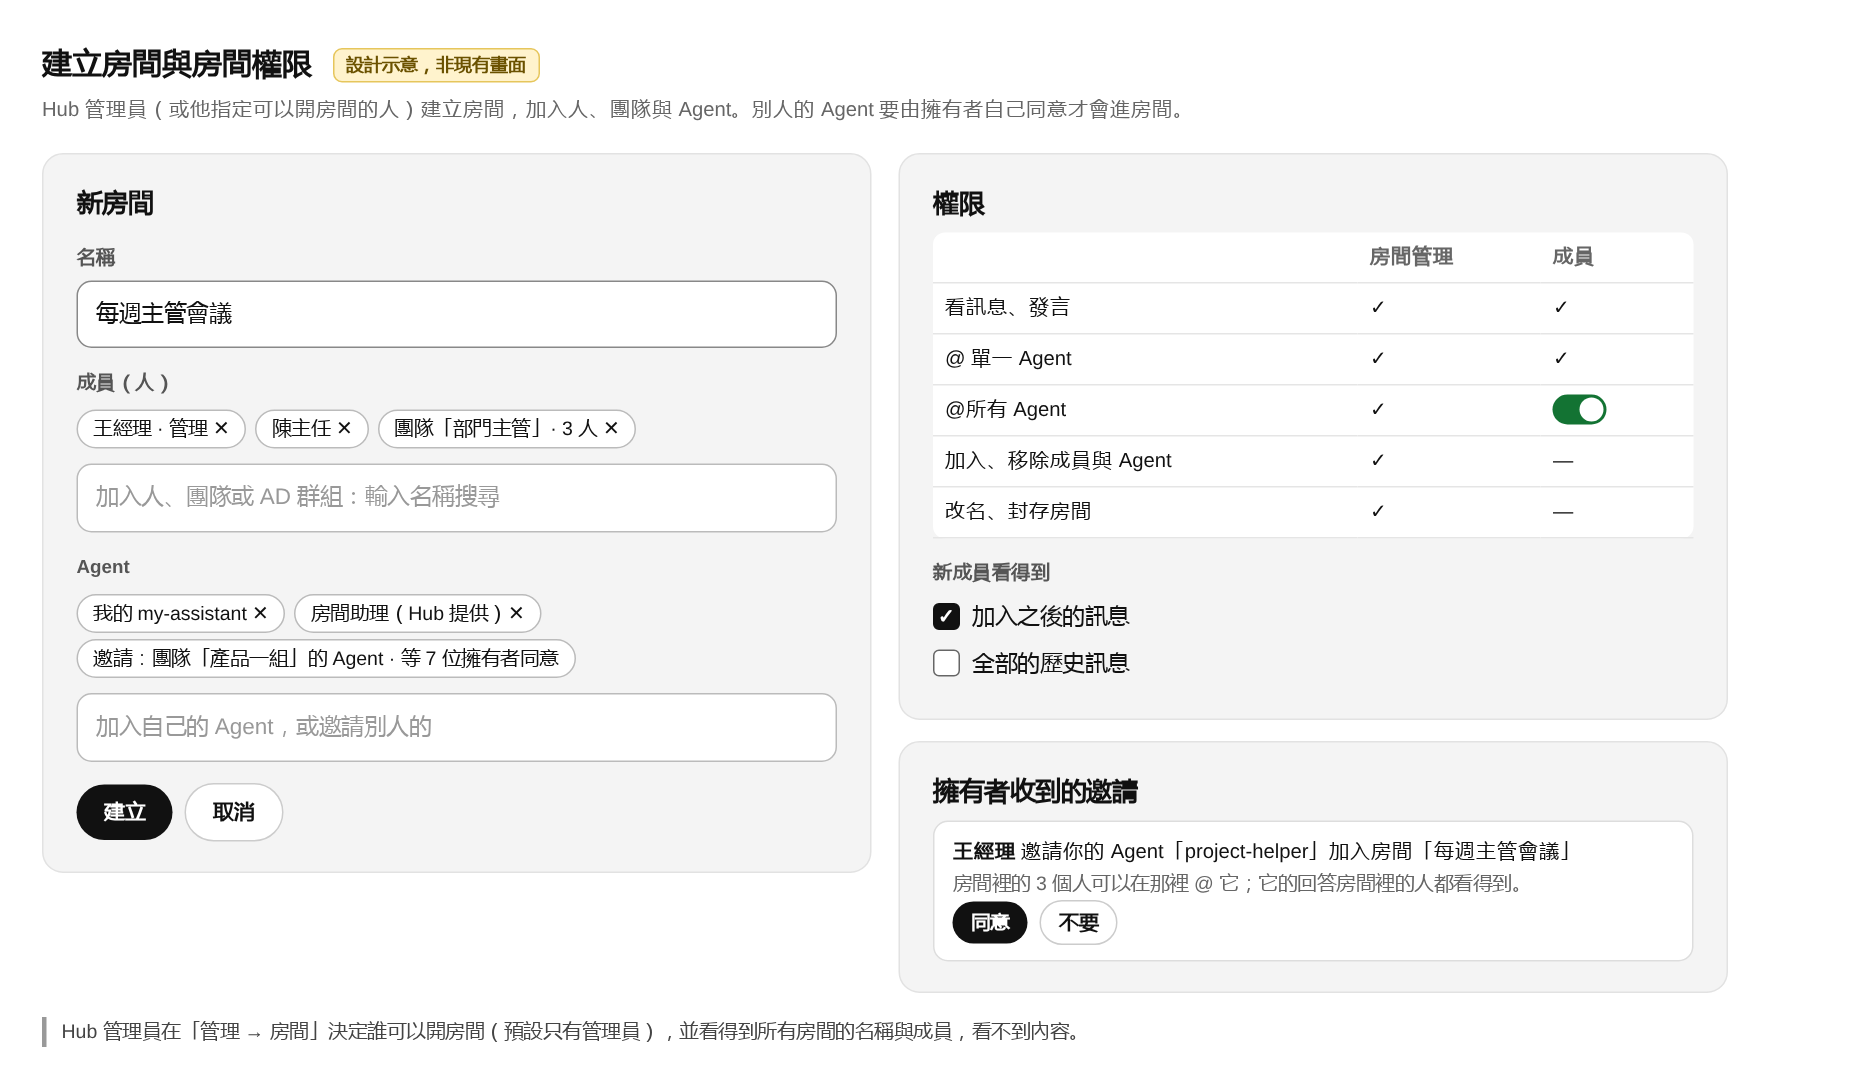 建立房間與房間權限 設計示意，非現有畫面
Hub 管理員（或他指定可以開房間的人）建立房間，加入人、團隊與 Agent。別人的 Agent 要由擁有者自己同意才會進房間。
新房間
名稱
每週主管會議
成員（人）
王經理 · 管理 ✕ 陳主任 ✕ 團隊「部門主管」· 3 人 ✕
加入人、團隊或 AD 群組：輸入名稱搜尋
Agent
我的 my-assistant ✕ 房間助理（Hub 提供）✕
邀請：團隊「產品一組」的 Agent · 等 7 位擁有者同意
加入自己的 Agent，或邀請別人的
建立 取消
權限
房間管理 成員
看訊息、發言 ✓ ✓
@ 單一 Agent ✓ ✓
@所有 Agent ✓
加入、移除成員與 Agent ✓ —
改名、封存房間 ✓ —
新成員看得到
✓ 加入之後的訊息
全部的歷史訊息
擁有者收到的邀請
王經理 邀請你的 Agent「project-helper」加入房間「每週主管會議」
房間裡的 3 個人可以在那裡 @ 它；它的回答房間裡的人都看得到。
同意 不要
Hub 管理員在「管理 → 房間」決定誰可以開房間（預設只有管理員），並看得到所有房間的名稱與成員，看不到內容。